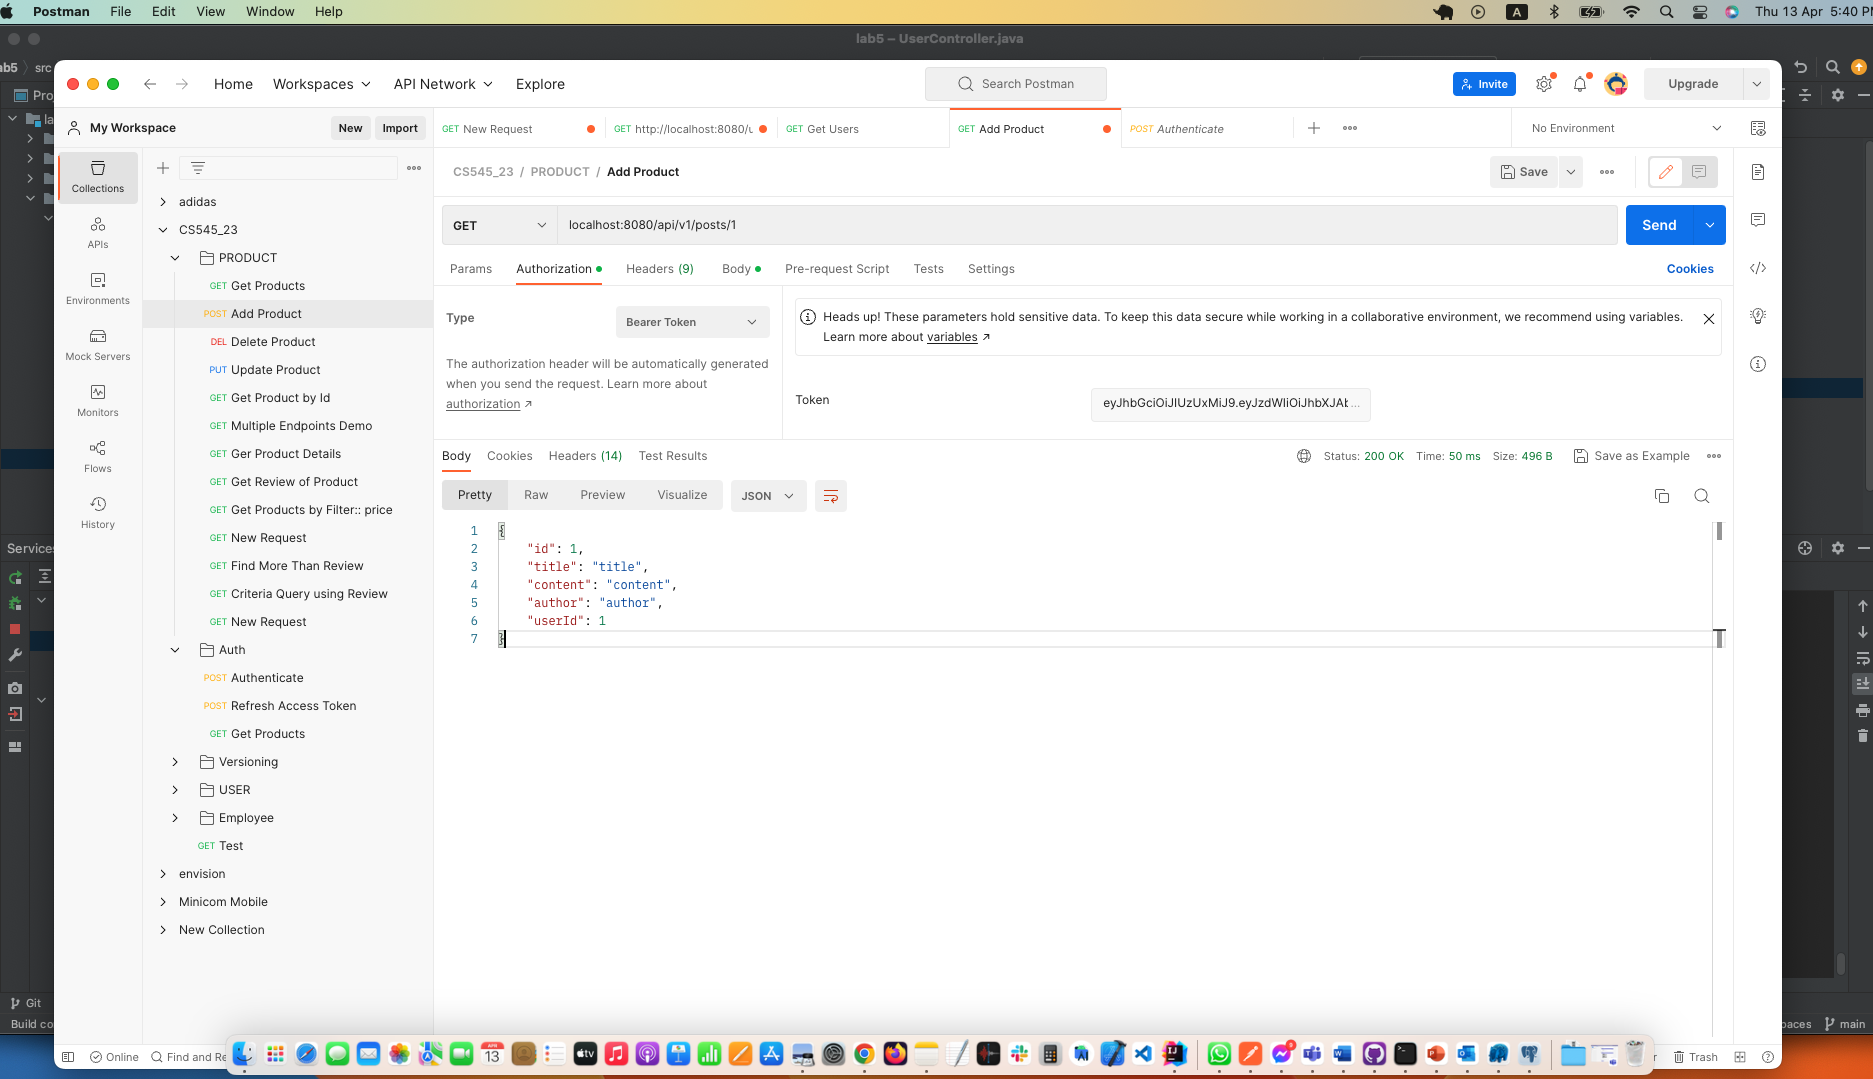 Postman File Edit View Window Help
A
Thu 13 Apr 5:40 P
lab5 – UserController.java
ab5 src
Pro
Home Workspaces API Network Explore
Search Postman
Invite
Upgrade
My Workspace
New Import
GET New Request
GET http://localhost:8080/u
GET Get Users
GET Add Product
POST Authenticate
No Environment
Collections
APIs
Environments
Mock Servers
Monitors
Flows
History
adidas
CS545_23
PRODUCT
GET Get Products
POST Add Product
DEL Delete Product
PUT Update Product
GET Get Product by Id
GET Multiple Endpoints Demo
GET Ger Product Details
GET Get Review of Product
GET Get Products by Filter:: price
GET New Request
GET Find More Than Review
GET Criteria Query using Review
GET New Request
Auth
POST Authenticate
POST Refresh Access Token
GET Get Products
Versioning
USER
Employee
GET Test
envision
Minicom Mobile
New Collection
CS545_23 / PRODUCT / Add Product
Save
GET localhost:8080/api/v1/posts/1
Send
Params Authorization Headers (9) Body Pre-request Script Tests Settings
Cookies
Type
Bearer Token
The authorization header will be automatically generated
when you send the request. Learn more about
authorization ↗
Heads up! These parameters hold sensitive data. To keep this data secure while working in a collaborative environment, we recommend using variables.
Learn more about variables ↗
Token
eyJhbGciOiJIUzUxMiJ9.eyJzdWIiOiJhbXJAb...
Body Cookies Headers (14) Test Results
Status: 200 OK Time: 50 ms Size: 496 B Save as Example
Pretty Raw Preview Visualize JSON
1 {
2 "id": 1,
3 "title": "title",
4 "content": "content",
5 "author": "author",
6 "userId": 1
7 }
Services
Git
Build co
paces main
Online Find and Re
Trash
APR
13
tv